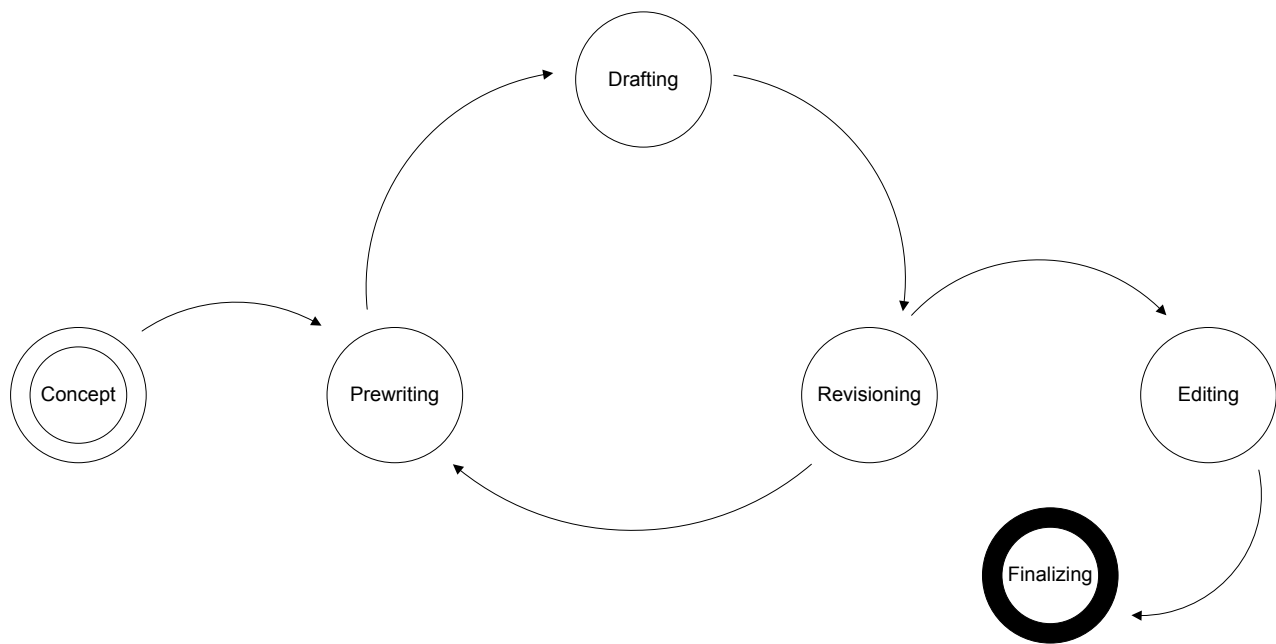 Drafting
Concept
Prewriting
Revisioning
Editing
Finalizing